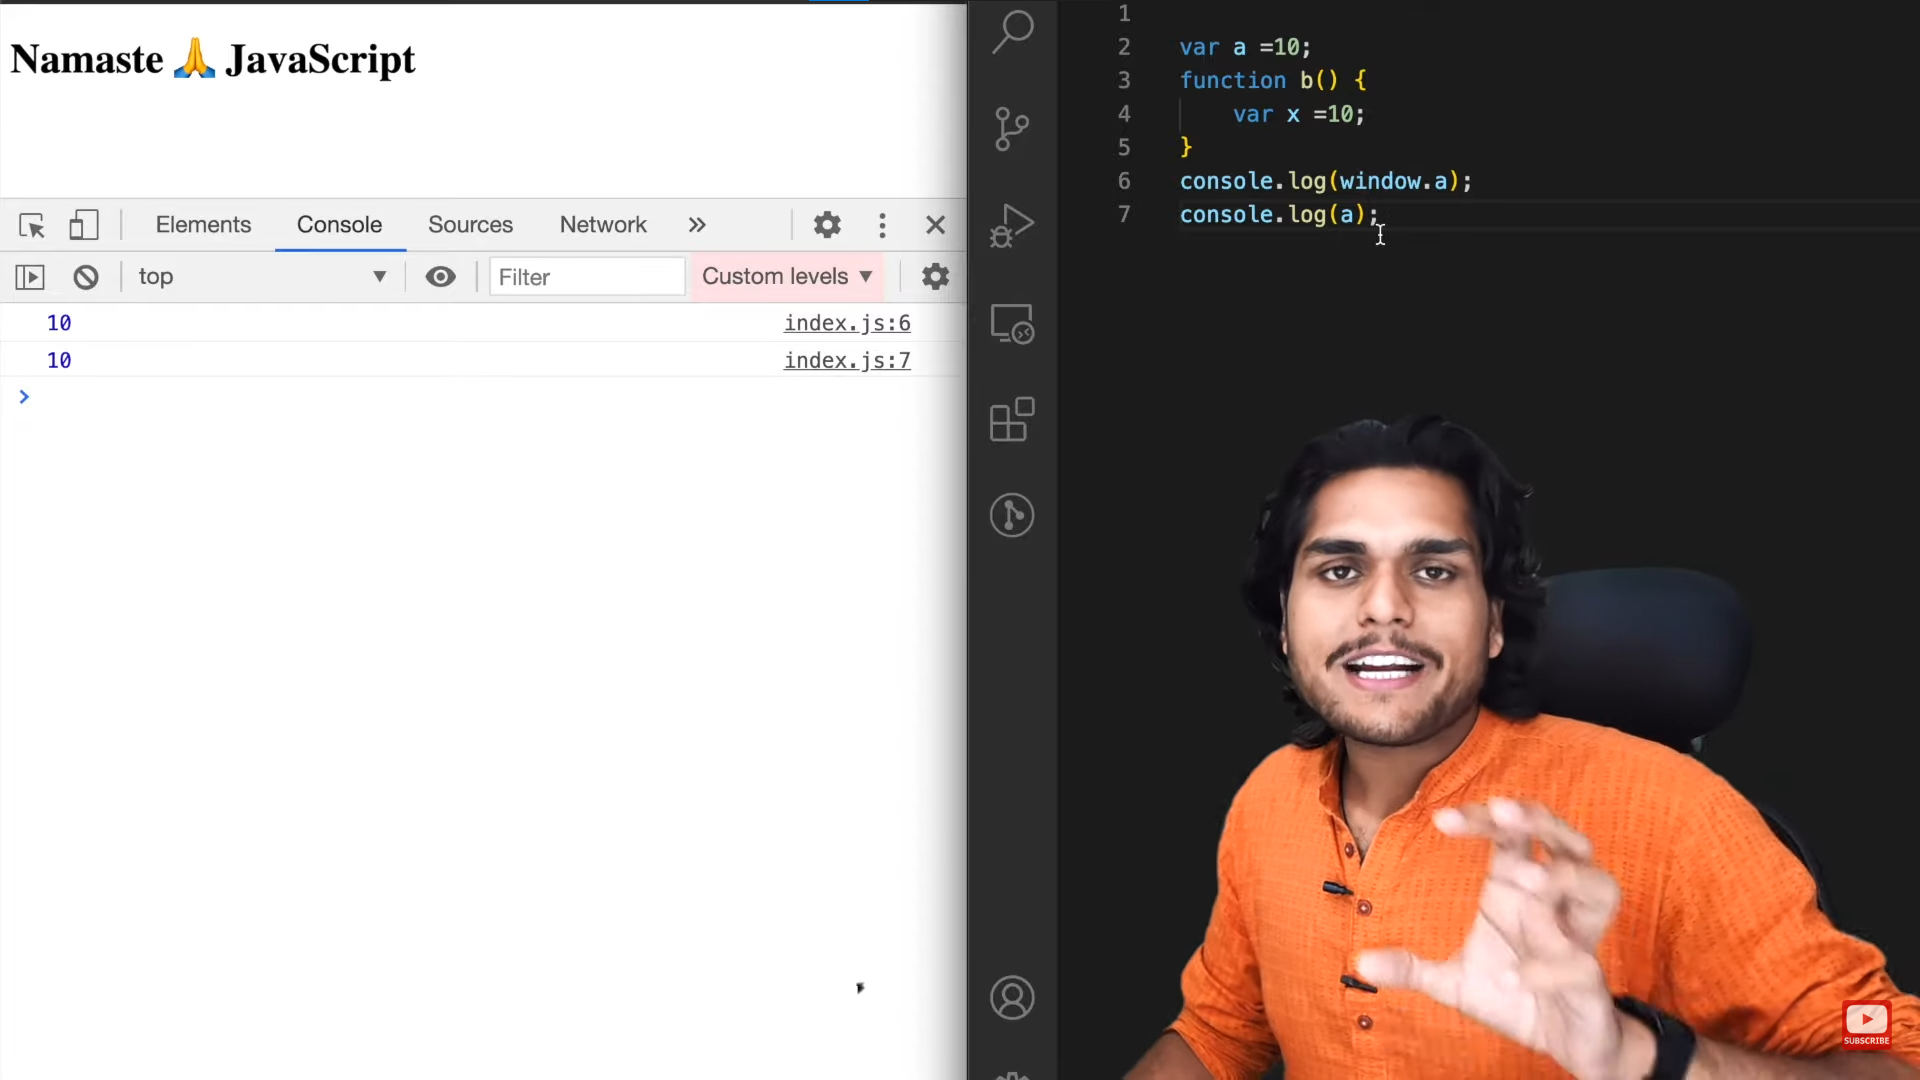 Namaste 🙏 JavaScript
Elements Console Sources Network »
top ▼ Filter Custom levels ▼
10 index.js:6
10 index.js:7
>
1
2 var a =10;
3 function b() {
4     var x =10;
5 }
6 console.log(window.a);
7 console.log(a);
SUBSCRIBE